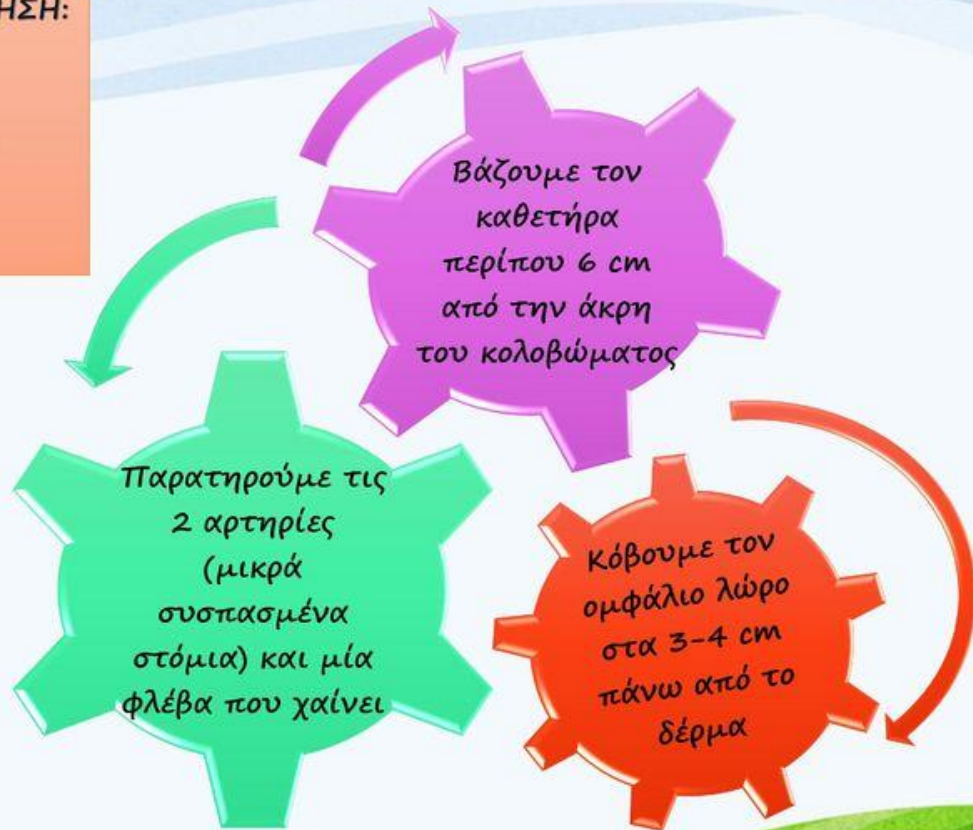 Βάζουμε τον
καθετήρα
περίπου 6 cm
από την άκρη
του κολοβώματος
Παρατηρούμε τις
2 αρτηρίες
(μικρά
συσπασμένα
στόμια) και μία
φλέβα που χαίνει
Κόβουμε τον
ομφάλιο λώρο
στα 3-4 cm
πάνω από το
δέρμα